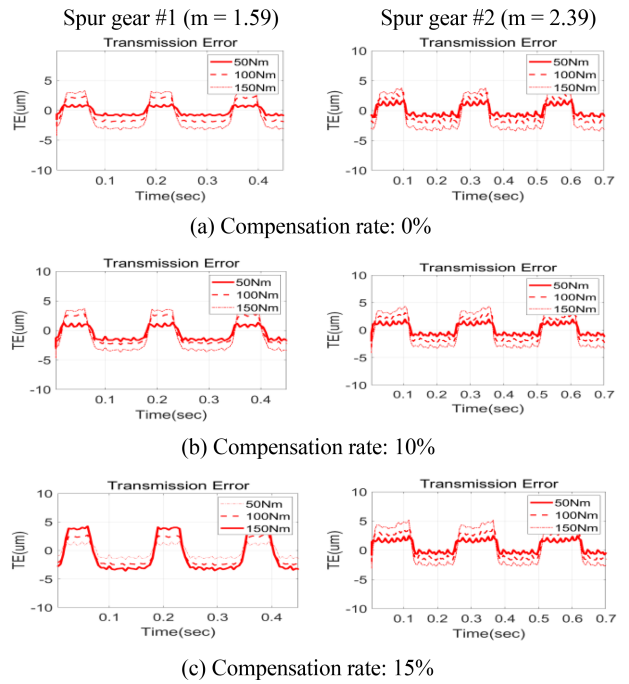 Spur gear #1 (m = 1.59)
Spur gear #2 (m = 2.39)
Transmission Error
50Nm
100Nm
150Nm
TE(um)
5
0
-5
-10
0.1
0.2
0.3
0.4
Time(sec)
Transmission Error
50Nm
100Nm
150Nm
TE(um)
10
5
0
-5
-10
0
0.1
0.2
0.3
0.4
0.5
0.6
0.7
Time(sec)
(a) Compensation rate: 0%
Transmission Error
50Nm
100Nm
150Nm
TE(um)
10
5
0
-5
-10
0.1
0.2
0.3
0.4
Time(sec)
Transmission Error
50Nm
100Nm
150Nm
TE(um)
10
5
0
-5
-10
0
0.1
0.2
0.3
0.4
0.5
0.6
0.7
Time(sec)
(b) Compensation rate: 10%
Transmission Error
50Nm
100Nm
150Nm
TE(um)
10
5
0
-5
-10
0.1
0.2
0.3
0.4
Time(sec)
Transmission Error
50Nm
100Nm
150Nm
TE(um)
10
5
0
-5
-10
0
0.1
0.2
0.3
0.4
0.5
0.6
0.7
Time(sec)
(c) Compensation rate: 15%